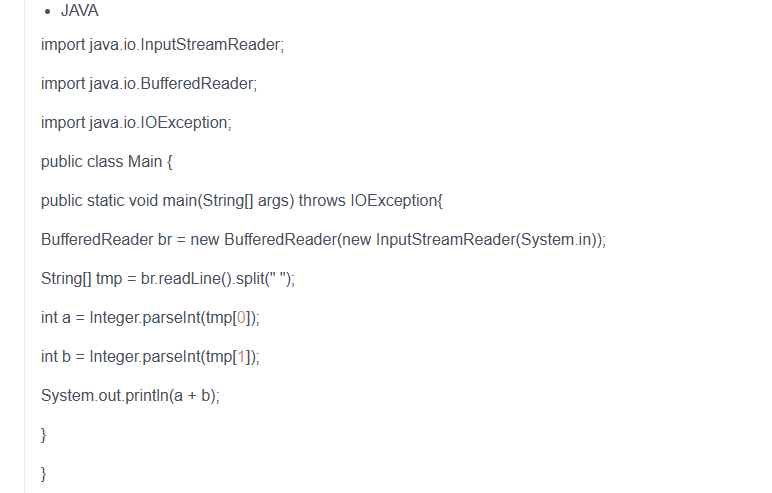 • JAVA
import java.io.InputStreamReader;
import java.io.BufferedReader;
import java.io.IOException;
public class Main {
public static void main(String[] args) throws IOException{
BufferedReader br = new BufferedReader(new InputStreamReader(System.in));
String[] tmp = br.readLine().split(" ");
int a = Integer.parseInt(tmp[0]);
int b = Integer.parseInt(tmp[1]);
System.out.println(a + b);
}
}